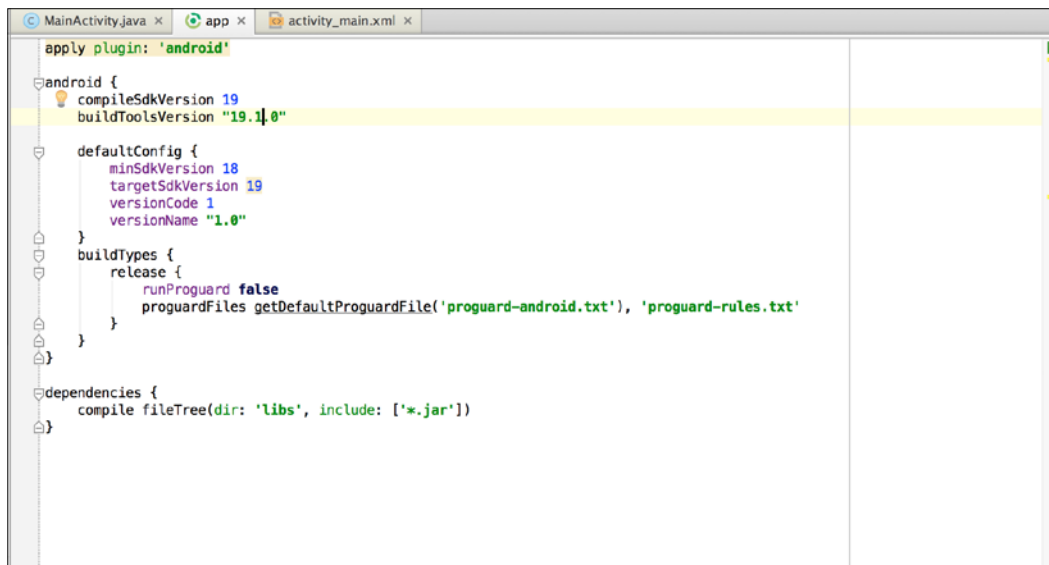 MainActivity.java × app × activity_main.xml ×
apply plugin: 'android'
android {
    compileSdkVersion 19
    buildToolsVersion "19.1.0"
    defaultConfig {
        minSdkVersion 18
        targetSdkVersion 19
        versionCode 1
        versionName "1.0"
    }
    buildTypes {
        release {
            runProguard false
            proguardFiles getDefaultProguardFile('proguard-android.txt'), 'proguard-rules.txt'
        }
    }
}
dependencies {
    compile fileTree(dir: 'libs', include: ['*.jar'])
}